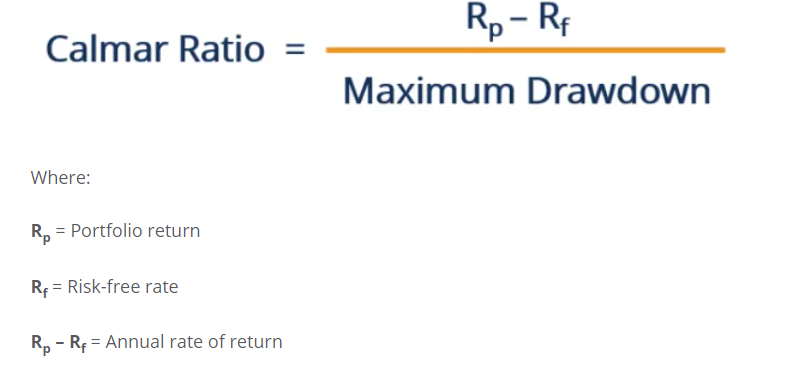 Rp – Rf
Calmar Ratio =
Maximum Drawdown
Where:
Rp = Portfolio return
Rf = Risk-free rate
Rp – Rf = Annual rate of return